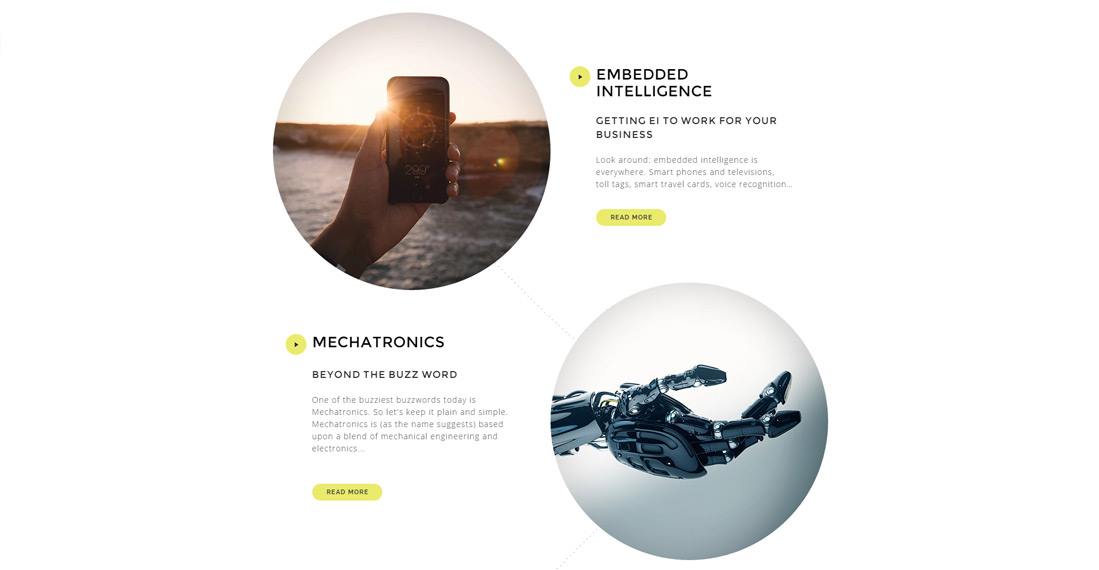 EMBEDDED
INTELLIGENCE
GETTING EI TO WORK FOR YOUR
BUSINESS
Look around: embedded intelligence is
everywhere. Smart phones and televisions,
toll tags, smart travel cards, voice recognition...
READ MORE
MECHATRONICS
BEYOND THE BUZZ WORD
One of the buzziest buzzwords today is
Mechatronics. So let's keep it plain and simple.
Mechatronics is (as the name suggests) based
upon a blend of mechanical engineering and
electronics...
READ MORE